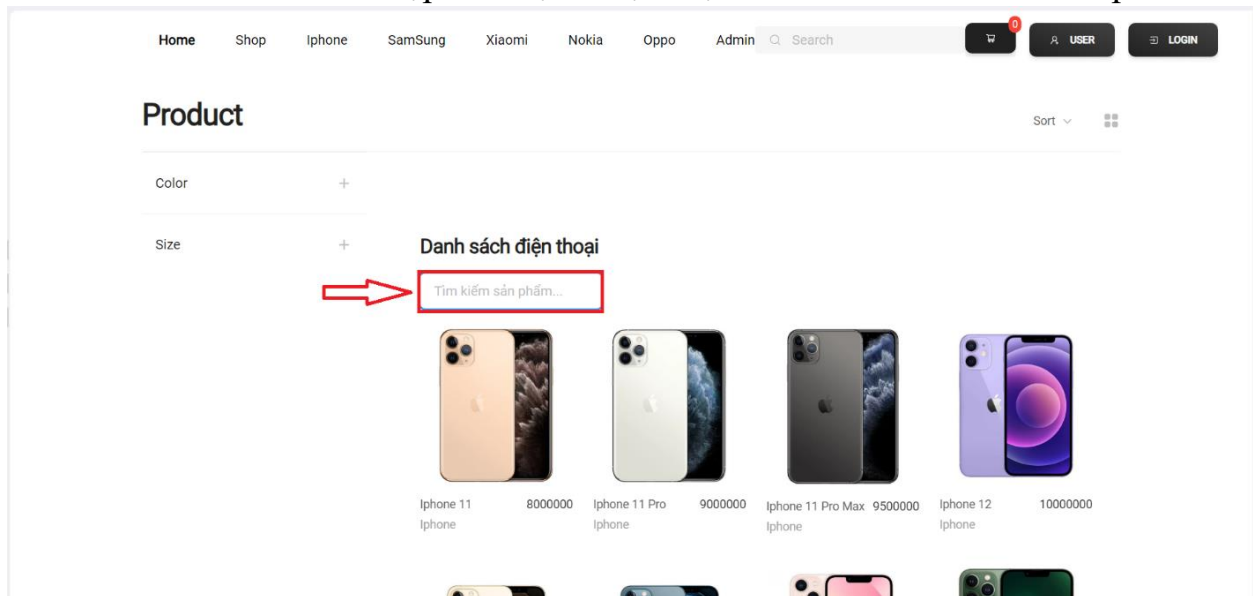 Home Shop Iphone SamSung Xiaomi Nokia Oppo Admin Search 0 USER LOGIN
Product
Sort
Color
Size
Danh sách điện thoại
Tìm kiếm sản phẩm...
Iphone 11 8000000 Iphone 11 Pro 9000000 Iphone 11 Pro Max 9500000 Iphone 12 10000000
Iphone Iphone Iphone Iphone